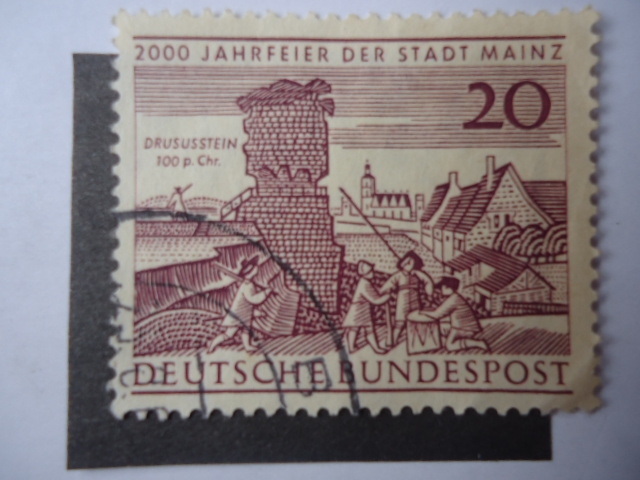 2000 JAHRFEIER DER STADT MAINZ
20
DRUSUSSTEIN
100 p. Chr.
DEUTSCHE BUNDESPOST